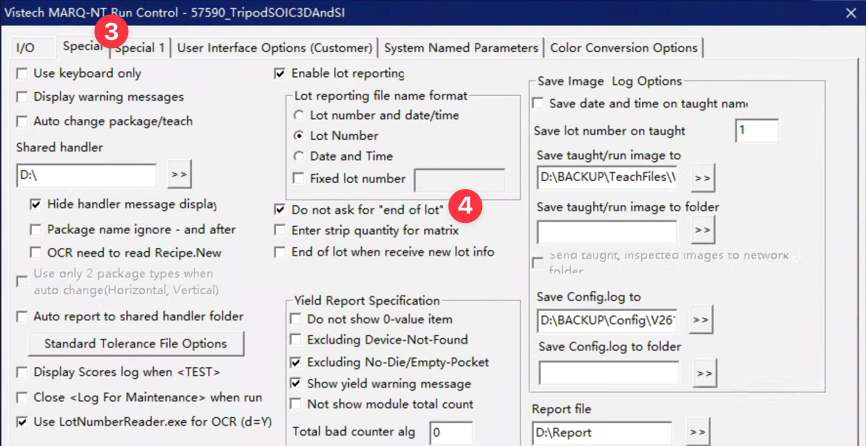 Vistech MARQ-NT Run Control - 57590_TripodSOIC3DAndSI
3
I/O
Special
Special 1
User Interface Options (Customer)
System Named Parameters
Color Conversion Options
Use keyboard only
Display warning messages
Auto change package/teach
Shared handler
D:\
>>
Hide handler message display
Package name ignore - and after
OCR need to read Recipe.New
Use only 2 package types when
auto change(Horizontal, Vertical)
Auto report to shared handler folder
Standard Tolerance File Options
Display Scores log when <TEST>
Close <Log For Maintenance> when run
Use LotNumberReader.exe for OCR (d=Y)
Enable lot reporting
Lot reporting file name format
Lot number and date/time
Lot Number
Date and Time
Fixed lot number
Do not ask for "end of lot"
4
Enter strip quantity for matrix
End of lot when receive new lot info
Yield Report Specification
Do not show 0-value item
Excluding Device-Not-Found
Excluding No-Die/Empty-Pocket
Show yield warning message
Not show module total count
Total bad counter alg
0
Save Image Log Options
Save date and time on taught name
Save lot number on taught
1
Save taught/run image to
D:\BACKUP\TeachFiles\V
>>
Save taught/run image to folder
>>
Send taught, inspected images to network
folder
Save Config.log to
D:\BACKUP\Config\V26
>>
Save Config.log to folder
>>
Report file
D:\Report
>>